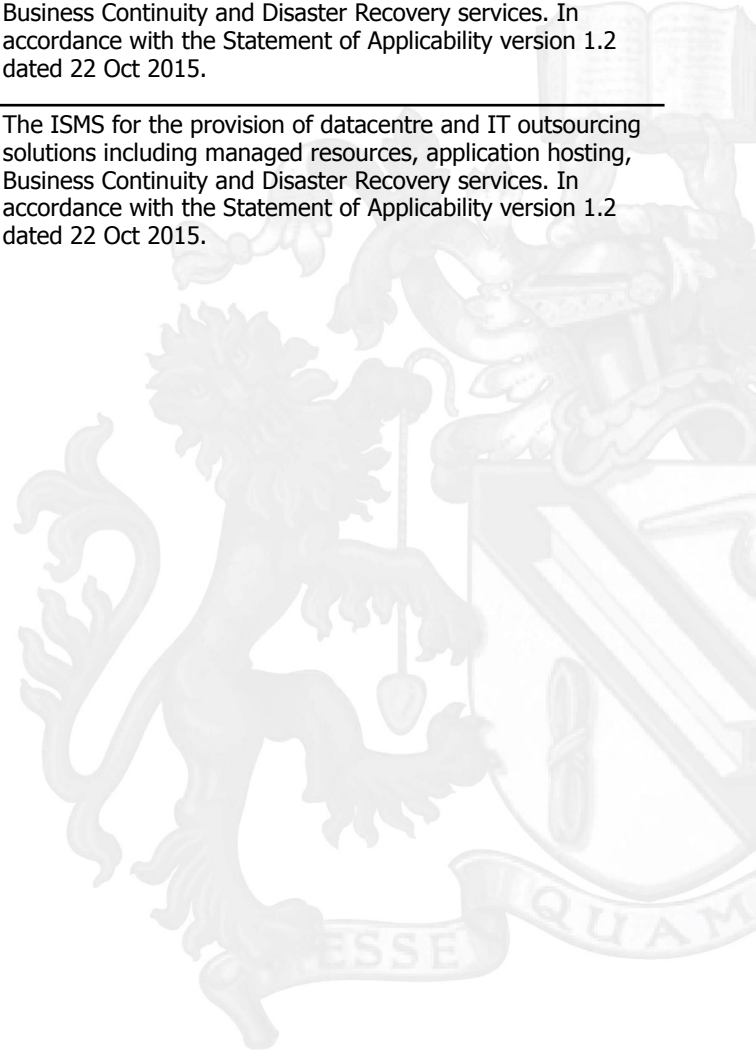 Business Continuity and Disaster Recovery services. In
accordance with the Statement of Applicability version 1.2
dated 22 Oct 2015.
The ISMS for the provision of datacentre and IT outsourcing
solutions including managed resources, application hosting,
Business Continuity and Disaster Recovery services. In
accordance with the Statement of Applicability version 1.2
dated 22 Oct 2015.
ESSE QUAM